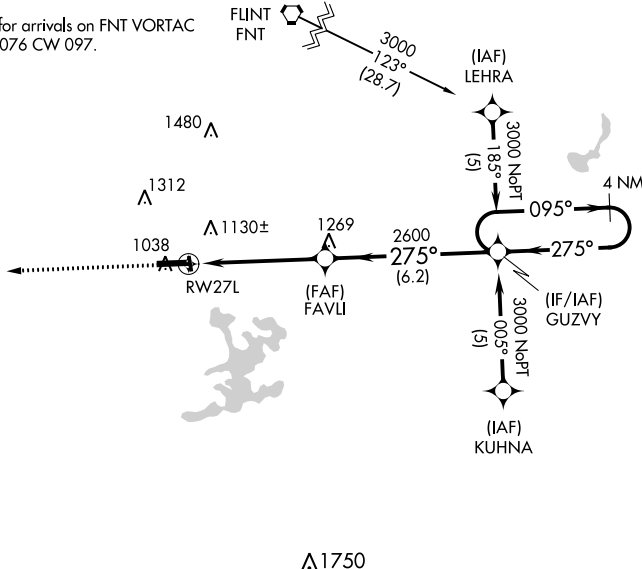 for arrivals on FNT VORTAC
076 CW 097.
FLINT
FNT
3000
123°
(28.7)
(IAF)
LEHRA
3000 NoPT
185°
(5)
1480
1312
1130±
1038
1269
2600
275°
(6.2)
095°
4 NM
275°
RW27L
(FAF)
FAVLI
(IF/IAF)
GUZVY
3000 NoPT
005°
(5)
(IAF)
KUHNA
1750